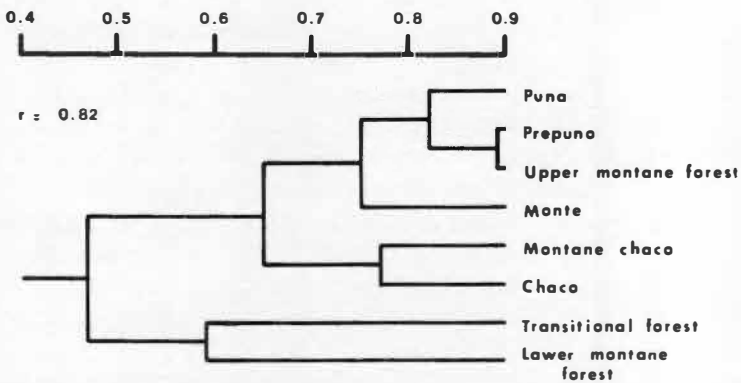 0.4 0.5 0.6 0.7 0.8 0.9
r = 0.82
Puna
Prepuno
Upper montane forest
Monte
Montane chaco
Chaco
Transitional forest
Lower montane
forest